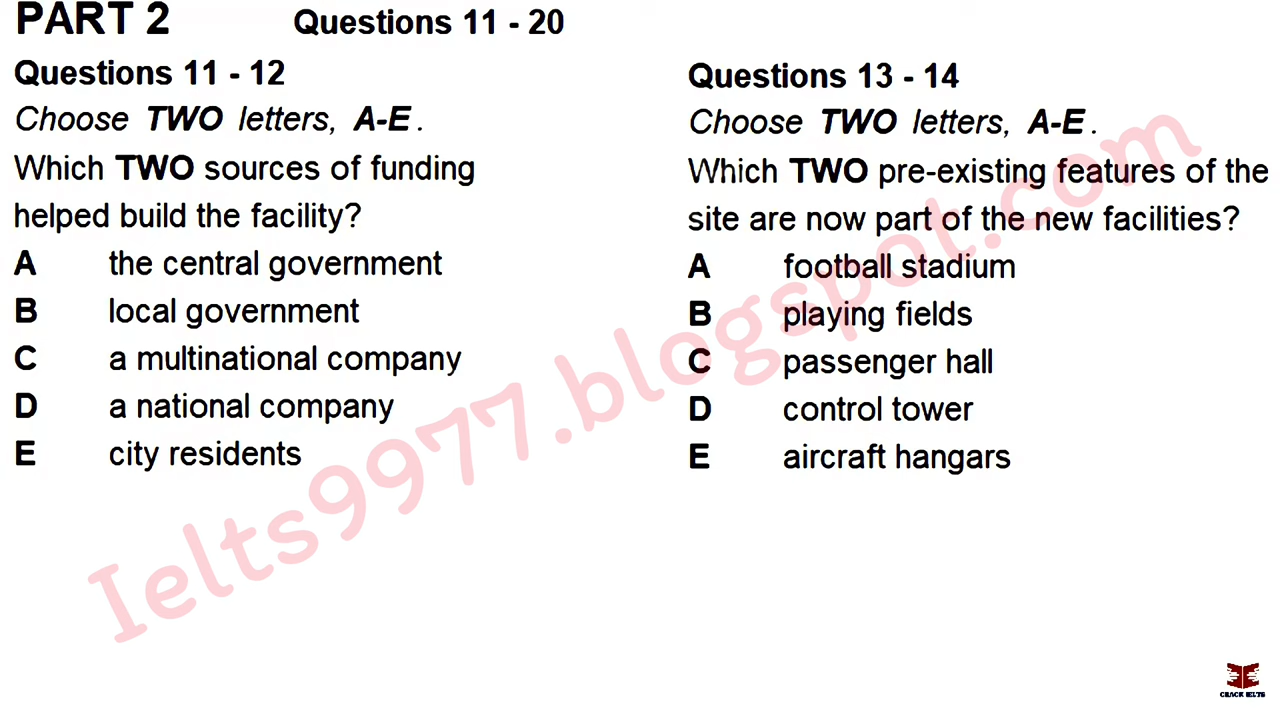 PART 2 Questions 11 - 20
Questions 11 - 12
Choose TWO letters, A-E.
Which TWO sources of funding
helped build the facility?
A the central government
B local government
C a multinational company
D a national company
E city residents
Questions 13 - 14
Choose TWO letters, A-E.
Which TWO pre-existing features of the
site are now part of the new facilities?
A football stadium
B playing fields
C passenger hall
D control tower
E aircraft hangars
Ielts9977.blogspot.com
CRACK IELTS